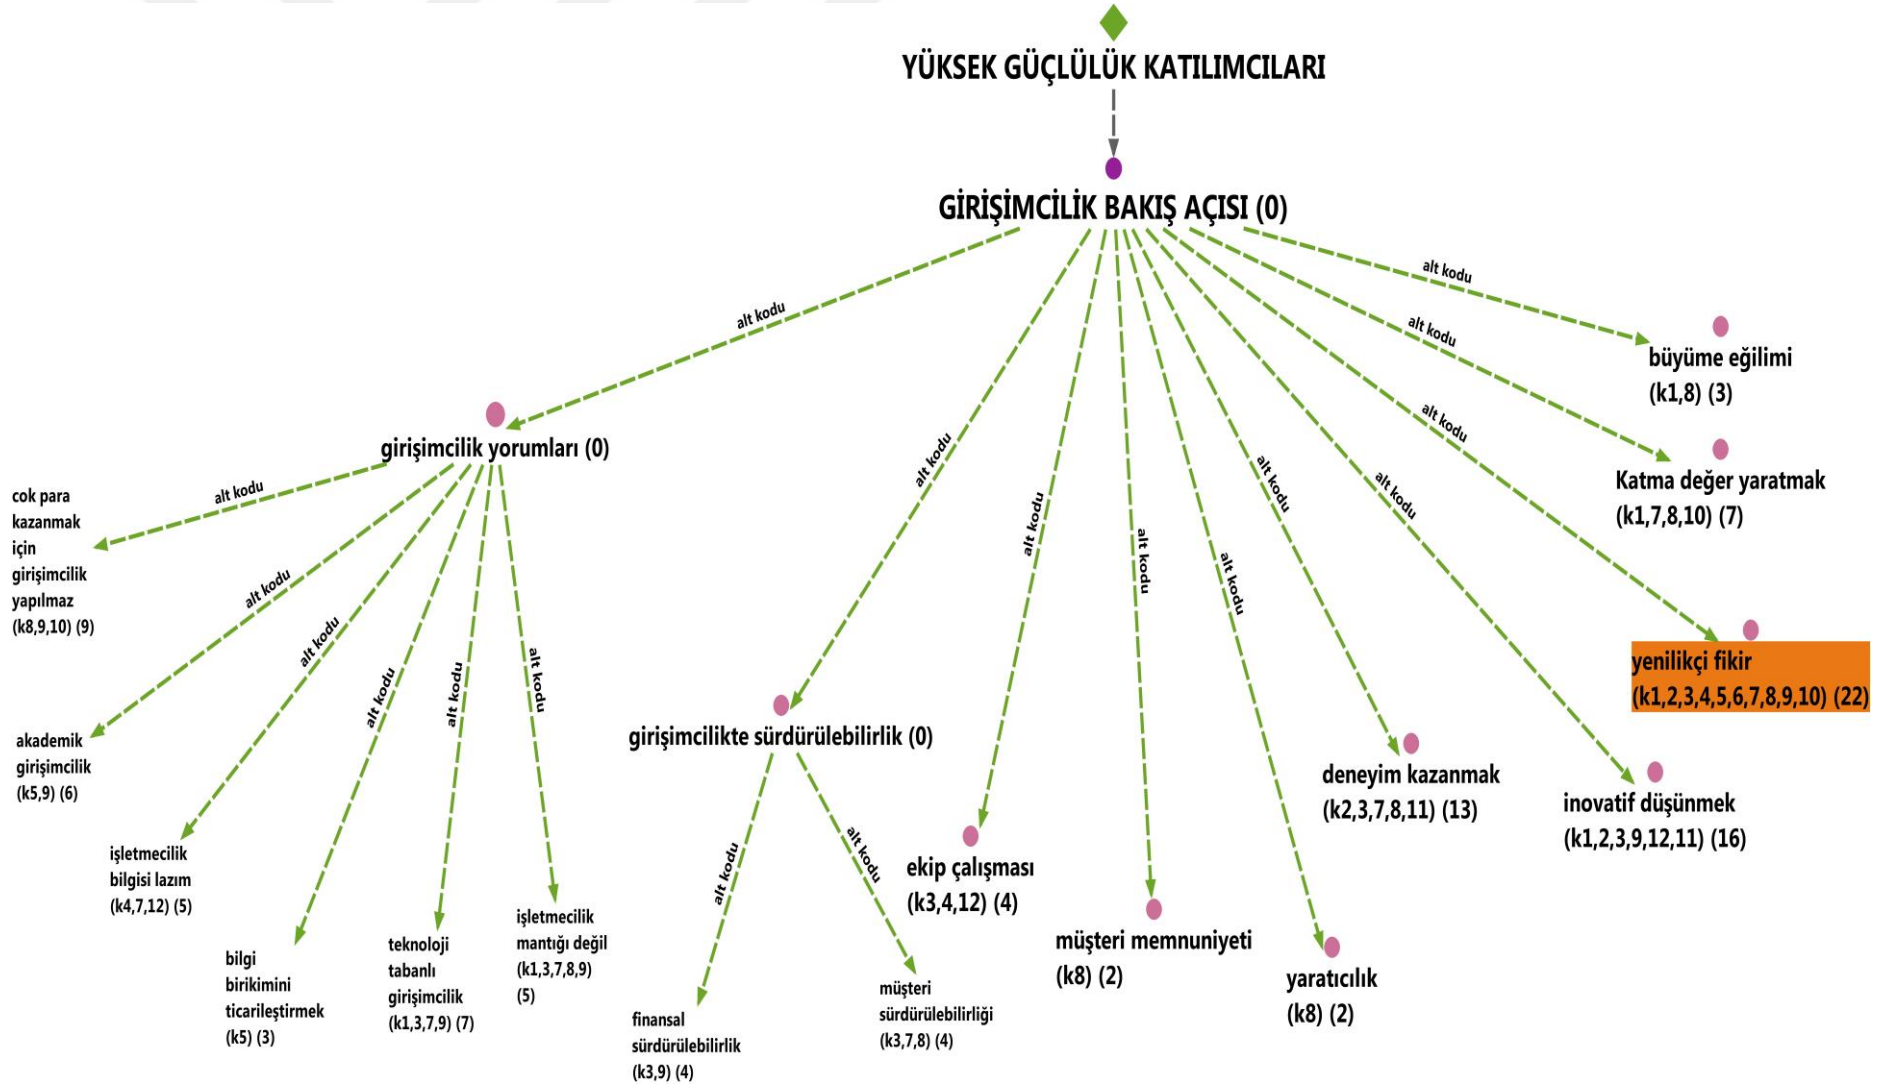 YÜKSEK GÜÇLÜLÜK KATILIMCILARI
GİRİŞİMCİLİK BAKIŞ AÇISI (0)
alt kodu
alt kodu
alt kodu
alt kodu
alt kodu
alt kodu
alt kodu
alt kodu
alt kodu
alt kodu
büyüme eğilimi
(k1,8) (3)
Katma değer yaratmak
(k1,7,8,10) (7)
yenilikçi fikir
(k1,2,3,4,5,6,7,8,9,10) (22)
inovatif düşünmek
(k1,2,3,9,12,11) (16)
deneyim kazanmak
(k2,3,7,8,11) (13)
yaratıcılık
(k8) (2)
müşteri memnuniyeti
(k8) (2)
ekip çalışması
(k3,4,12) (4)
girişimcilikte sürdürülebilirlik (0)
alt kodu
alt kodu
finansal
sürdürülebilirlik
(k3,9) (4)
müşteri
sürdürülebilirliği
(k3,7,8) (4)
girişimcilik yorumları (0)
alt kodu
alt kodu
alt kodu
alt kodu
alt kodu
alt kodu
cok para
kazanmak
için
girişimcilik
yapılmaz
(k8,9,10) (9)
akademik
girişimcilik
(k5,9) (6)
işletmecilik
bilgisi lazım
(k4,7,12) (5)
bilgi
birikimini
ticarileştirmek
(k5) (3)
teknoloji
tabanlı
girişimcilik
(k1,3,7,9) (7)
işletmecilik
mantığı değil
(k1,3,7,8,9)
(5)